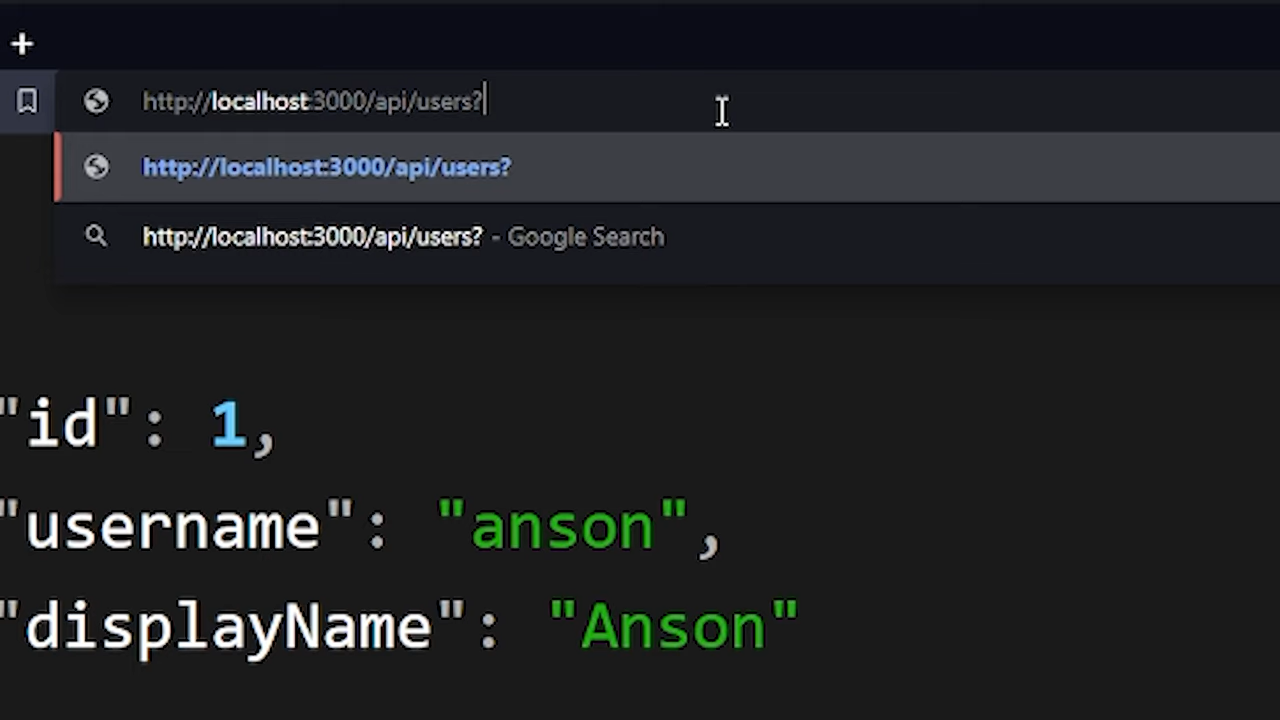 +
http://localhost:3000/api/users?
http://localhost:3000/api/users?
http://localhost:3000/api/users? - Google Search
"id": 1,
"username": "anson",
"displayName": "Anson"